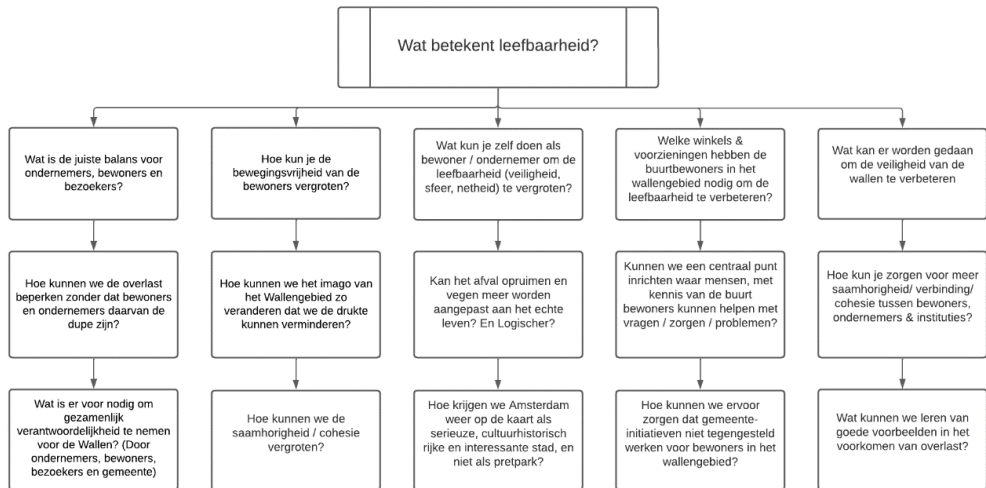 Wat betekent leefbaarheid?
Wat is de juiste balans voor
ondernemers, bewoners en
bezoekers?
Hoe kun je de
bewegingsvrijheid van de
bewoners vergroten?
Wat kun je zelf doen als
bewoner / ondernemer om de
leefbaarheid (veiligheid,
sfeer, netheid) te vergroten?
Welke winkels &
voorzieningen hebben de
buurtbewoners in het
wallengebied nodig om de
leefbaarheid te verbeteren?
Wat kan er worden gedaan
om de veiligheid van de
wallen te verbeteren
Hoe kunnen we de overlast
beperken zonder dat bewoners
en ondernemers daarvan de
dupe zijn?
Hoe kunnen we het imago van
het Wallengebied zo
veranderen dat we de drukte
kunnen verminderen?
Kan het afval opruimen en
vegen meer worden
aangepast aan het echte
leven? En Logischer?
Kunnen we een centraal punt
inrichten waar mensen, met
kennis van de buurt
bewoners kunnen helpen met
vragen / zorgen / problemen?
Hoe kun je zorgen voor meer
saamhorigheid/ verbinding/
cohesie tussen bewoners,
ondernemers & instituties?
Wat is er voor nodig om
gezamenlijk
verantwoordelijkheid te nemen
voor de Wallen? (Door
ondernemers, bewoners,
bezoekers en gemeente)
Hoe kunnen we de
saamhorigheid / cohesie
vergroten?
Hoe krijgen we Amsterdam
weer op de kaart als
serieuze, cultuurhistorisch
rijke en interessante stad, en
niet als pretpark?
Hoe kunnen we ervoor
zorgen dat gemeente-
initiatieven niet tegengesteld
werken voor bewoners in het
wallengebied?
Wat kunnen we leren van
goede voorbeelden in het
voorkomen van overlast?